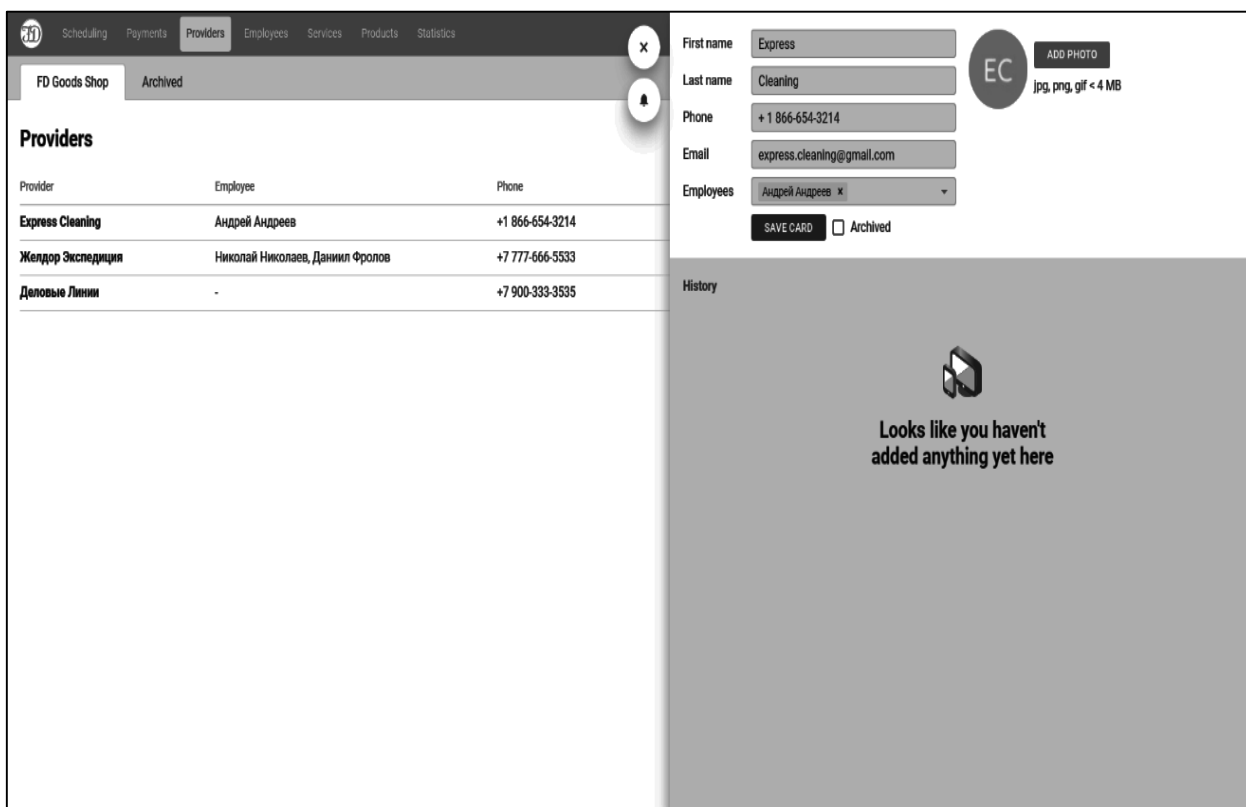 Scheduling Payments Providers Employees Services Products Statistics
FD Goods Shop Archived
Providers
Provider Employee Phone
Express Cleaning Андрей Андреев +1 866-654-3214
Желдор Экспедиция Николай Николаев, Даниил Фролов +7 777-666-5533
Деловые Линии - +7 900-333-3535
First name Express
Last name Cleaning
Phone + 1 866-654-3214
Email express.cleaning@gmail.com
Employees Андрей Андреев x
SAVE CARD Archived
EC
ADD PHOTO
jpg, png, gif < 4 MB
History
Looks like you haven't
added anything yet here